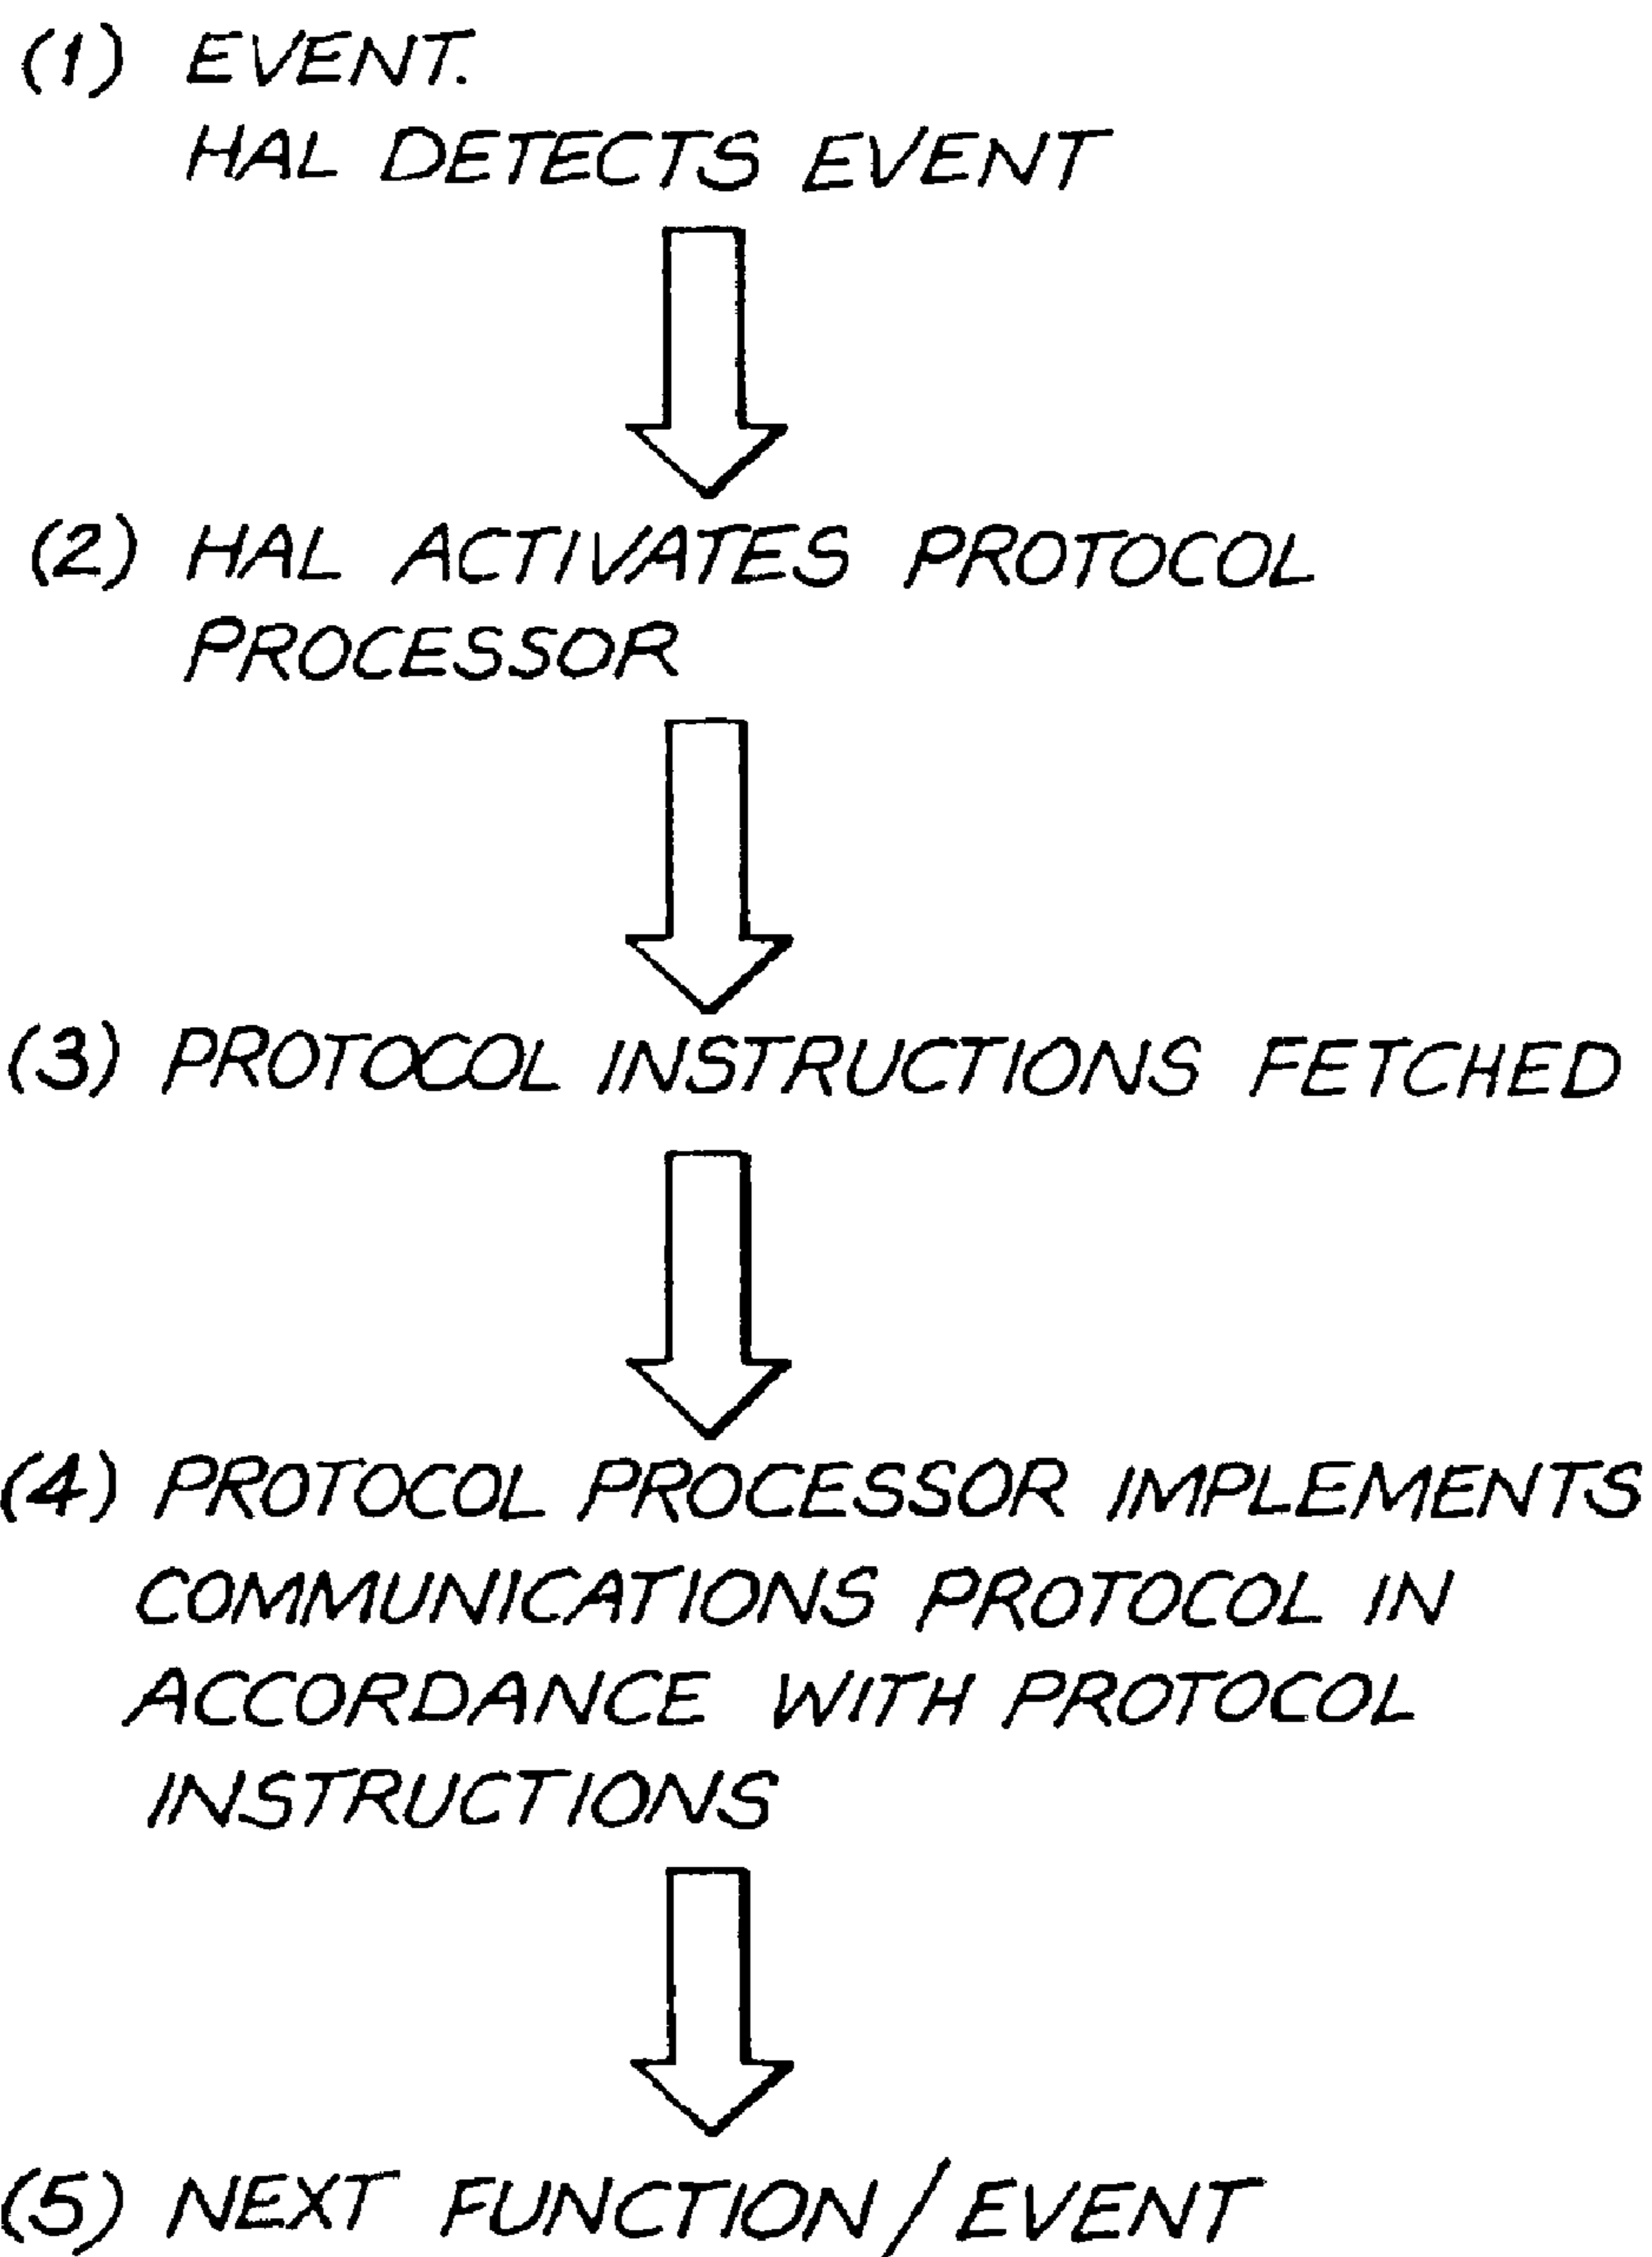 (1) EVENT.
HAL DETECTS EVENT
(2) HAL ACTIVATES PROTOCOL
PROCESSOR
(3) PROTOCOL INSTRUCTIONS FETCHED
(4) PROTOCOL PROCESSOR IMPLEMENTS
COMMUNICATIONS PROTOCOL IN
ACCORDANCE WITH PROTOCOL
INSTRUCTIONS
(5) NEXT FUNCTION/EVENT